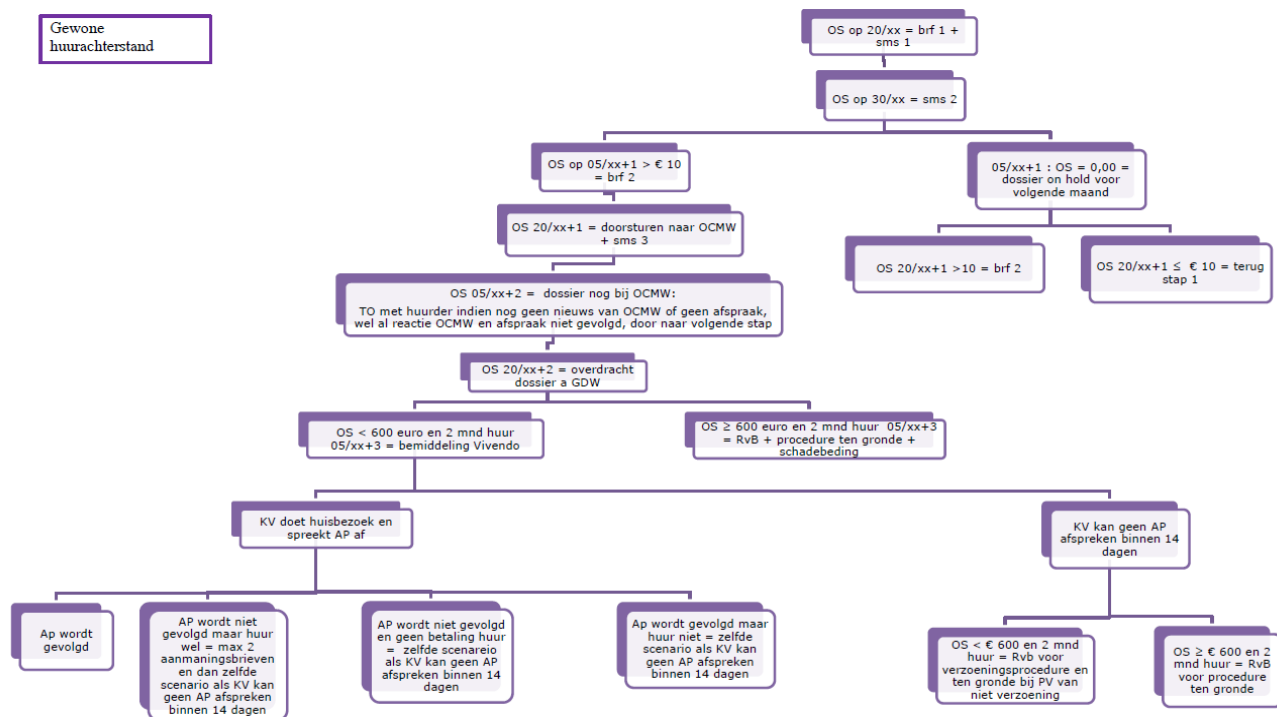 Gewone
huurachterstand
OS op 20/xx = brf 1 +
sms 1
OS op 30/xx = sms 2
OS op 05/xx+1 > € 10
= brf 2
05/xx+1 : OS = 0,00 =
dossier on hold voor
volgende maand
OS 20/xx+1 = doorsturen naar OCMW
+ sms 3
OS 20/xx+1 >10 = brf 2
OS 20/xx+1 ≤ € 10 = terug
stap 1
OS 05/xx+2 = dossier nog bij OCMW:
TO met huurder indien nog geen nieuws van OCMW of geen afspraak,
wel al reactie OCMW en afspraak niet gevolgd, door naar volgende stap
OS 20/xx+2 = overdracht
dossier a GDW
OS < 600 euro en 2 mnd huur
05/xx+3 = bemiddeling Vivendo
OS ≥ 600 euro en 2 mnd huur 05/xx+3
= RvB + procedure ten gronde +
schadebeding
KV doet huisbezoek en
spreekt AP af
KV kan geen AP
afspreken binnen 14
dagen
Ap wordt
gevolgd
AP wordt niet
gevolgd maar huur
wel = max 2
aanmaningsbrieven
en dan zelfde
scenario als KV kan
geen AP afspreken
binnen 14 dagen
AP wordt niet gevolgd
en geen betaling huur
= zelfde scenareio
als KV kan geen AP
afspreken binnen 14
dagen
Ap wordt gevolgd maar
huur niet = zelfde
scenario als KV kan
geen AP afspreken
binnen 14 dagen
OS < € 600 en 2 mnd
huur = Rvb voor
verzoeningsprocedure en
ten gronde bij PV van
niet verzoening
OS ≥ € 600 en 2
mnd huur = RvB
voor procedure
ten gronde